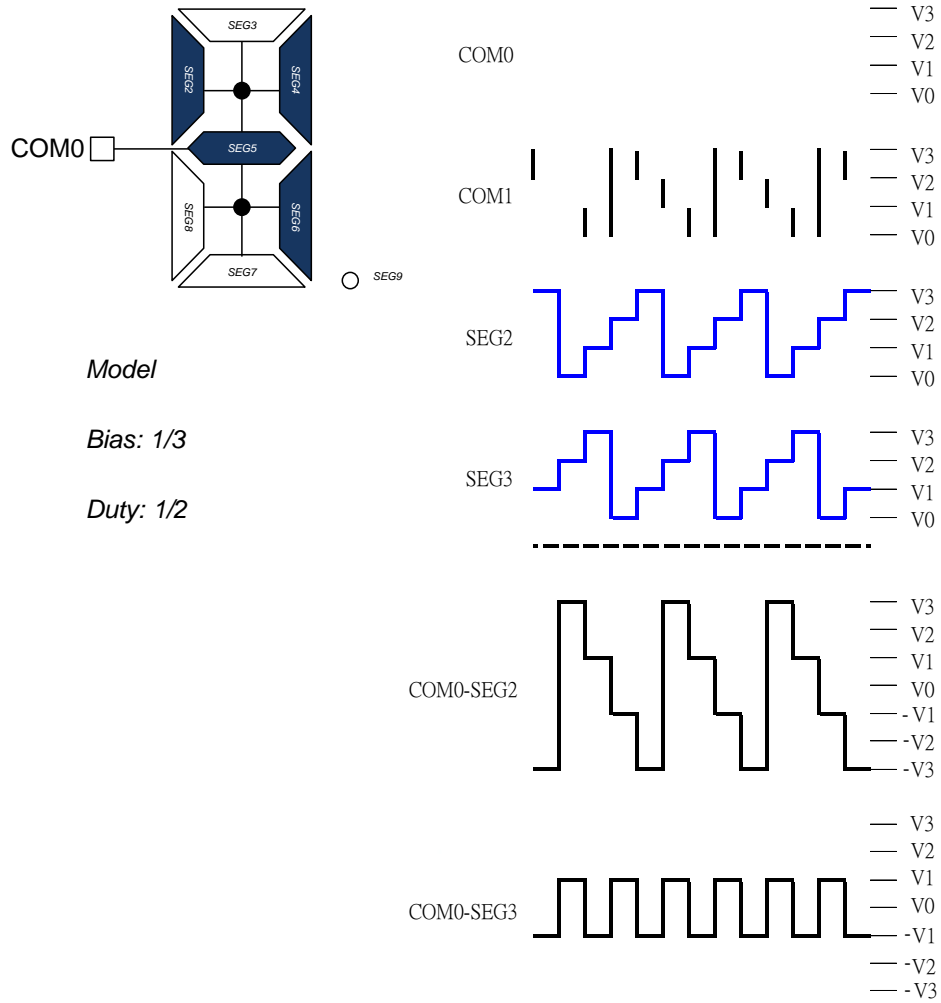 SEG3
SEG2
SEG4
COM0
SEG5
SEG8
SEG6
SEG7
SEG9
Model
Bias: 1/3
Duty: 1/2
COM0
V3
V2
V1
V0
COM1
V3
V2
V1
V0
SEG2
V3
V2
V1
V0
SEG3
V3
V2
V1
V0
COM0-SEG2
V3
V2
V1
V0
-V1
-V2
-V3
COM0-SEG3
V3
V2
V1
V0
-V1
-V2
-V3